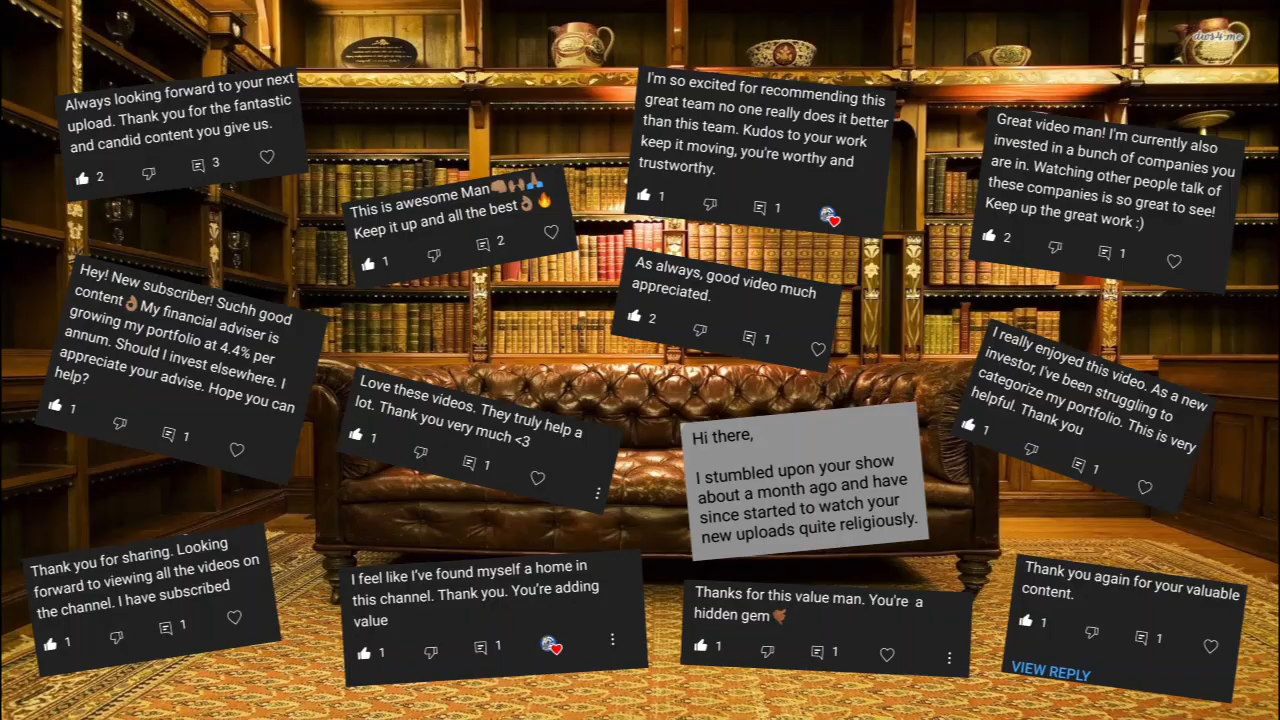 dws4.me
Always looking forward to your next
upload. Thank you for the fantastic
and candid content you give us.
2
3
This is awesome Man👊🏽🙌🏽🙏
Keep it up and all the best👌🏽🔥
1
2
I'm so excited for recommending this
great team no one really does it better
than this team. Kudos to your work
keep it moving, you're worthy and
trustworthy.
1
1
Great video man! I'm currently also
invested in a bunch of companies you
are in. Watching other people talk of
these companies is so great to see!
Keep up the great work :)
2
1
Hey! New subscriber! Suchh good
content👌🏽My financial adviser is
growing my portfolio at 4.4% per
annum. Should I invest elsewhere. I
appreciate your advise. Hope you can
help?
1
1
As always, good video much
appreciated.
2
1
Love these videos. They truly help a
lot. Thank you very much <3
1
1
Hi there,
I stumbled upon your show
about a month ago and have
since started to watch your
new uploads quite religiously.
I really enjoyed this video. As a new
investor, I've been struggling to
categorize my portfolio. This is very
helpful. Thank you
1
1
Thank you for sharing. Looking
forward to viewing all the videos on
the channel. I have subscribed
1
1
I feel like I've found myself a home in
this channel. Thank you. You're adding
value
1
1
Thanks for this value man. You're a
hidden gem🤙🏾
1
1
Thank you again for your valuable
content.
1
1
VIEW REPLY